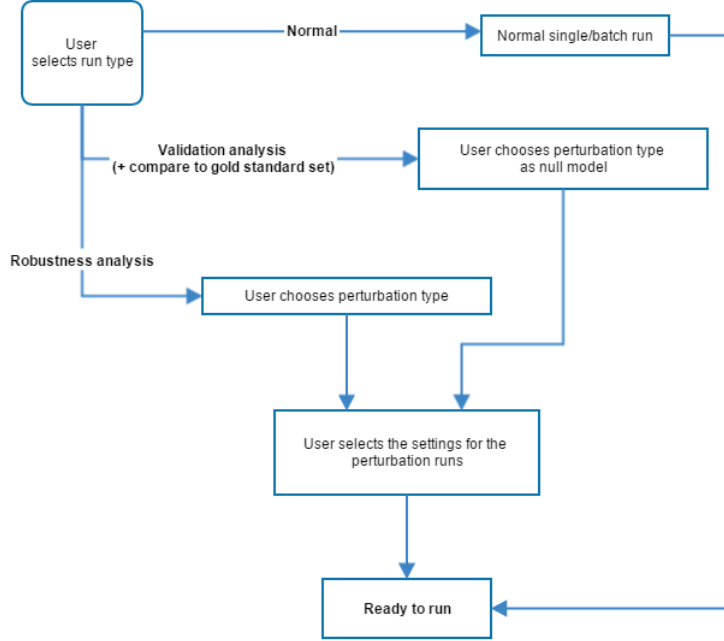 User
selects run type
Normal
Normal single/batch run
Validation analysis
(+ compare to gold standard set)
User chooses perturbation type
as null model
Robustness analysis
User chooses perturbation type
User selects the settings for the
perturbation runs
Ready to run